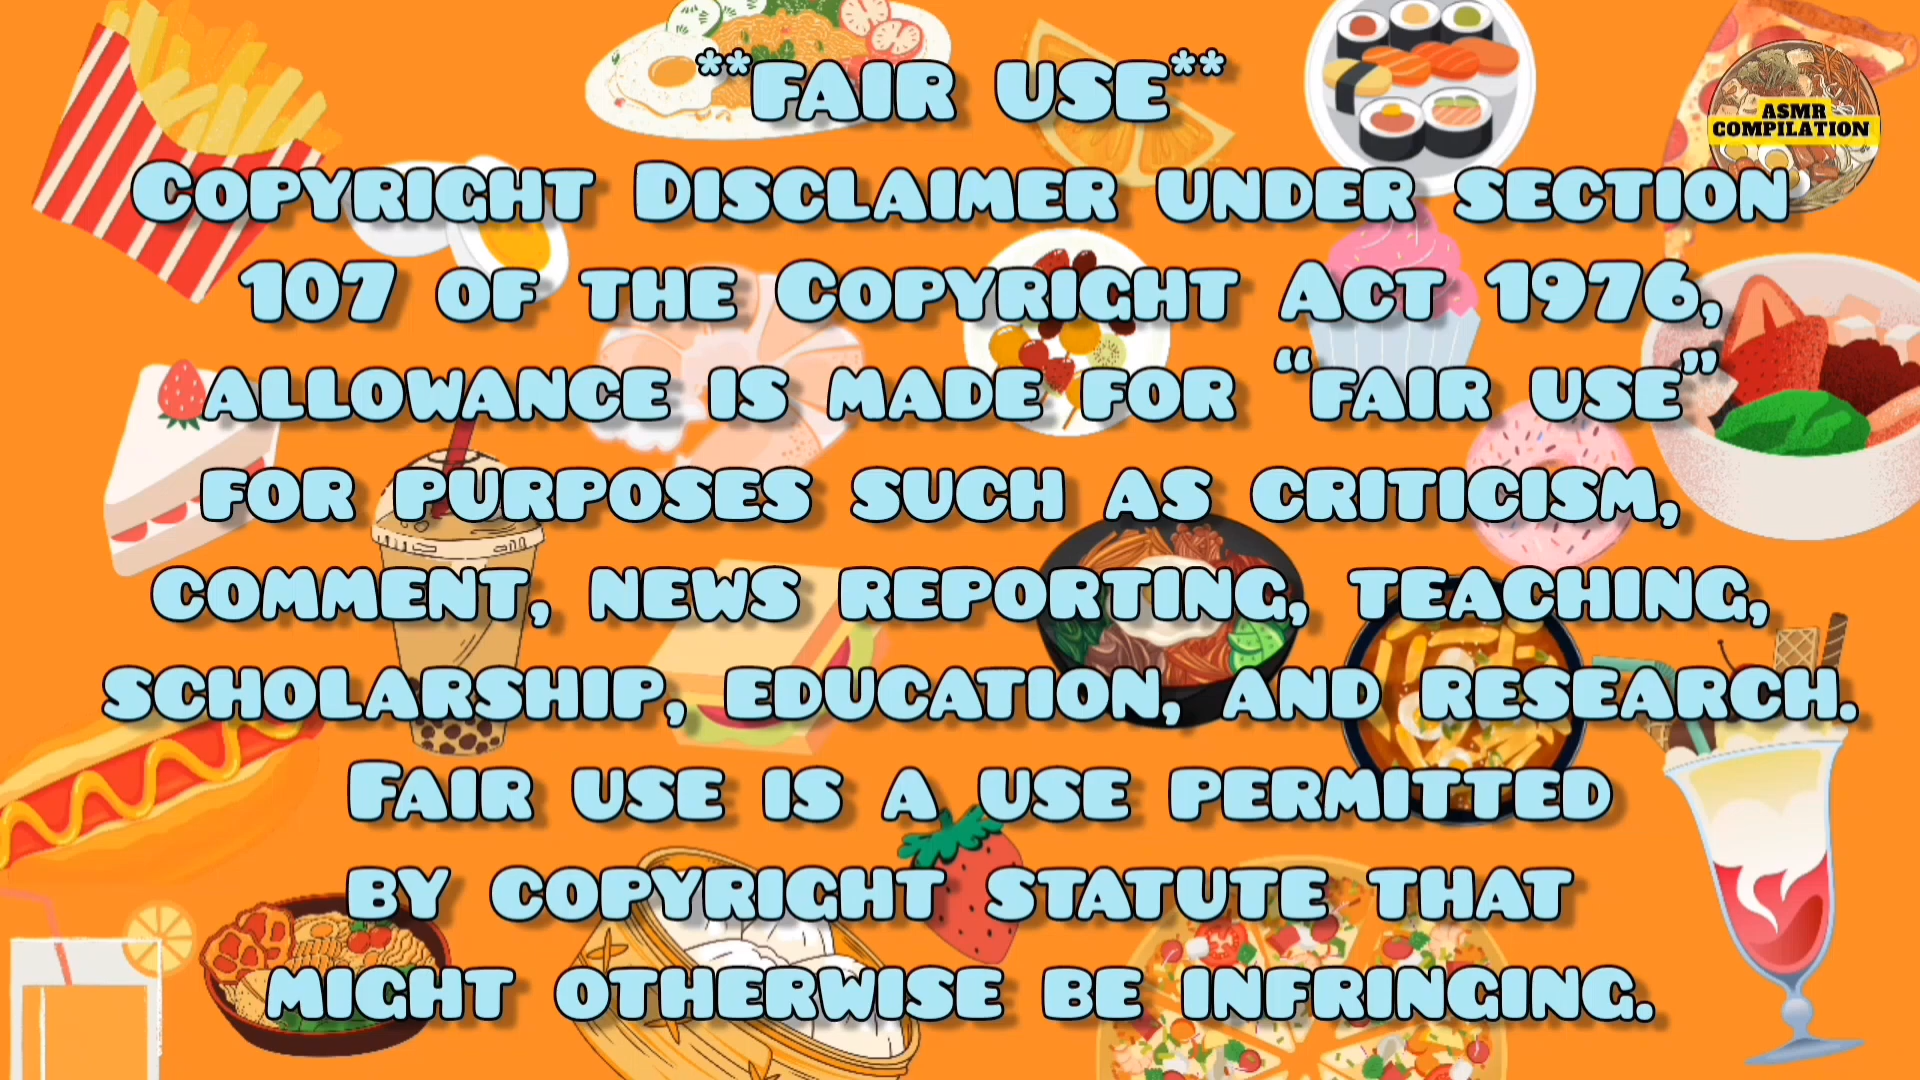 **FAIR USE**
ASMR
COMPILATION
COPYRIGHT DISCLAIMER UNDER SECTION
107 OF THE COPYRIGHT ACT 1976,
ALLOWANCE IS MADE FOR “FAIR USE”
FOR PURPOSES SUCH AS CRITICISM,
COMMENT, NEWS REPORTING, TEACHING,
SCHOLARSHIP, EDUCATION, AND RESEARCH.
FAIR USE IS A USE PERMITTED
BY COPYRIGHT STATUTE THAT
MIGHT OTHERWISE BE INFRINGING.